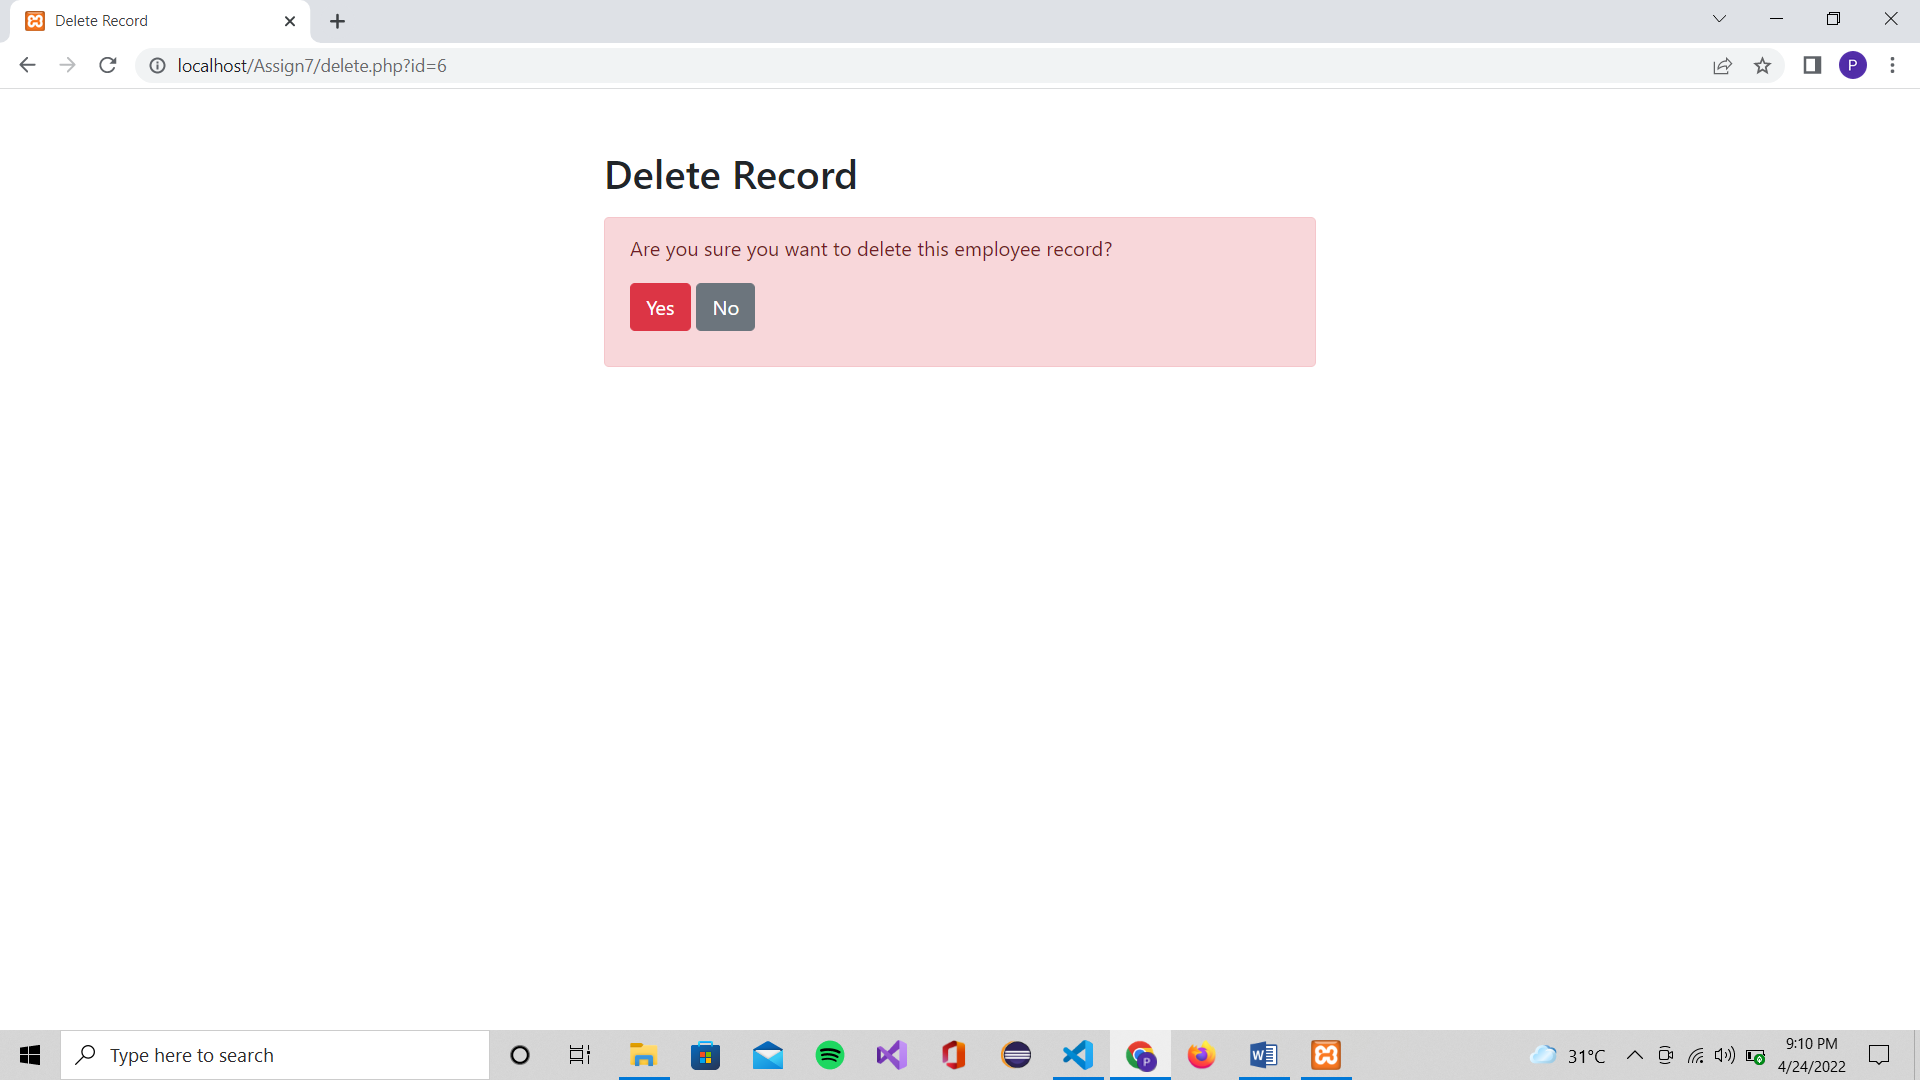 Delete Record
localhost/Assign7/delete.php?id=6
P
Delete Record
Are you sure you want to delete this employee record?
Yes No
Type here to search
P
W
31°C
9:10 PM
4/24/2022